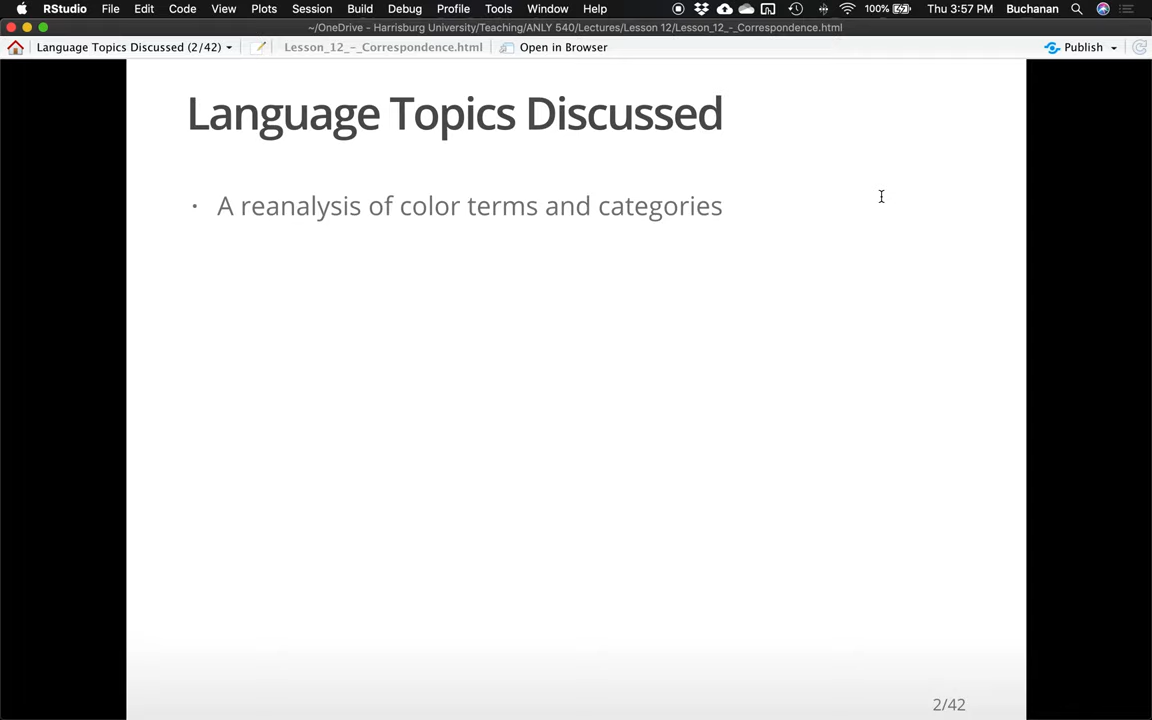 RStudio File Edit Code View Plots Session Build Debug Profile Tools Window Help 100% Thu 3:57 PM Buchanan
~/OneDrive - Harrisburg University/Teaching/ANLY 540/Lectures/Lesson 12/Lesson_12_-_Correspondence.html
Language Topics Discussed (2/42) Lesson_12_-_Correspondence.html Open in Browser Publish
Language Topics Discussed
· A reanalysis of color terms and categories
2/42